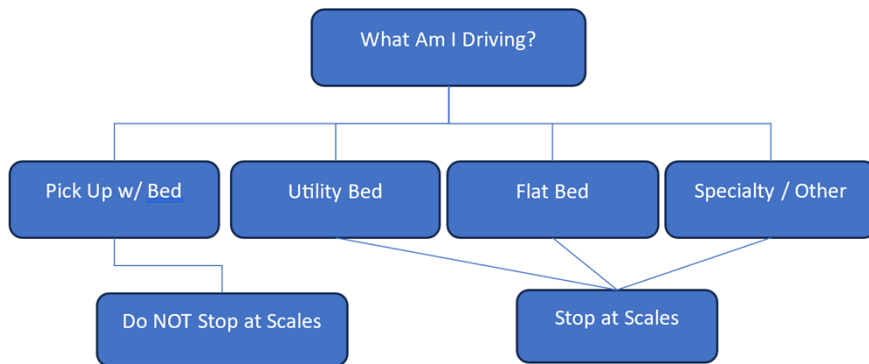 What Am I Driving?
Pick Up w/ Bed
Utility Bed
Flat Bed
Specialty / Other
Do NOT Stop at Scales
Stop at Scales